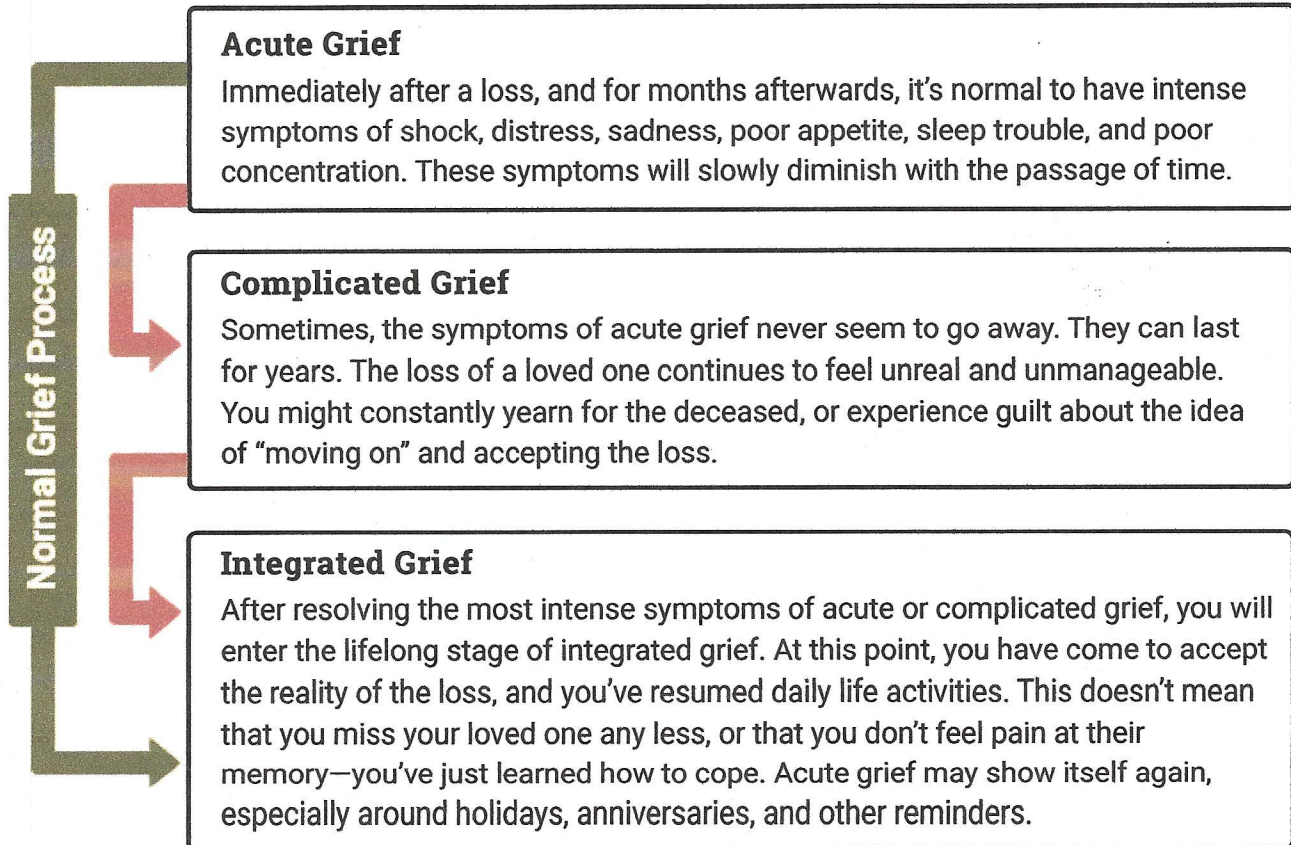 Normal Grief Process
Acute Grief
Immediately after a loss, and for months afterwards, it's normal to have intense
symptoms of shock, distress, sadness, poor appetite, sleep trouble, and poor
concentration. These symptoms will slowly diminish with the passage of time.
Complicated Grief
Sometimes, the symptoms of acute grief never seem to go away. They can last
for years. The loss of a loved one continues to feel unreal and unmanageable.
You might constantly yearn for the deceased, or experience guilt about the idea
of “moving on” and accepting the loss.
Integrated Grief
After resolving the most intense symptoms of acute or complicated grief, you will
enter the lifelong stage of integrated grief. At this point, you have come to accept
the reality of the loss, and you've resumed daily life activities. This doesn't mean
that you miss your loved one any less, or that you don't feel pain at their
memory—you've just learned how to cope. Acute grief may show itself again,
especially around holidays, anniversaries, and other reminders.